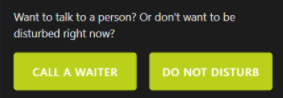 Want to talk to a person? Or don't want to be
disturbed right now?
CALL A WAITER
DO NOT DISTURB